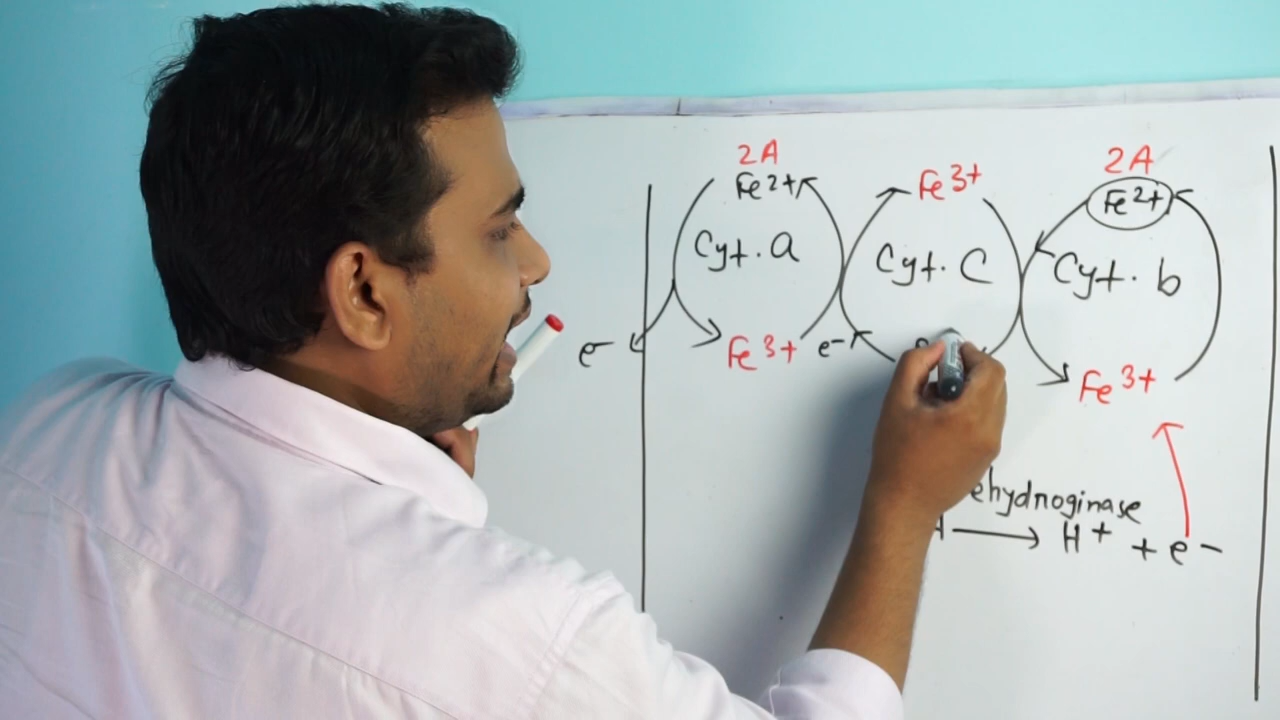 2A Fe3+ 2A
Fe2+ Fe2+
Cyt. a Cyt. C Cyt. b
e- Fe3+ e- Fe3+
ehydnoginase
H+ + e-